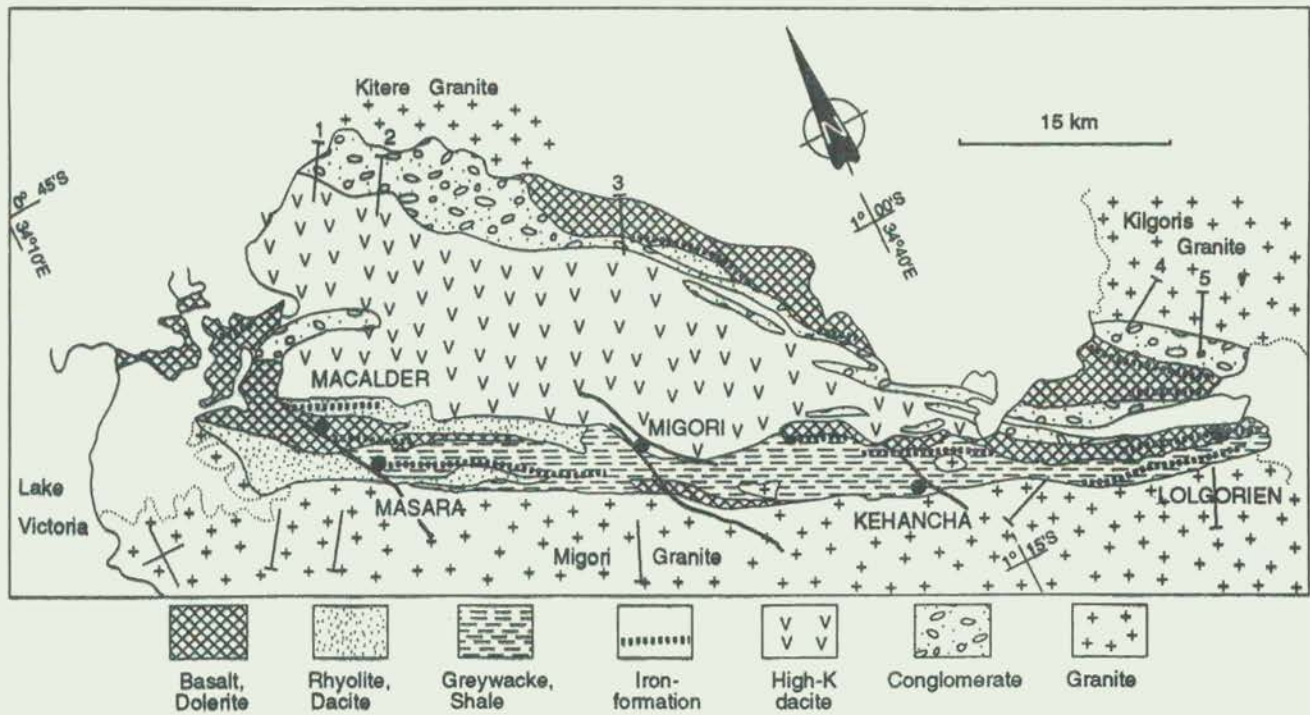 Kitere Granite
1
2
3
N
15 km
0° 45'S
34°10'E
1° 00'S
34°40'E
Kilgoris
Granite
4
5
MACALDER
MIGORI
Lake
Victoria
MASARA
KEHANCHA
LOLGORIEN
Migori Granite
1° 15'S
Basalt,
Dolerite
Rhyolite,
Dacite
Greywacke,
Shale
Iron-
formation
High-K
dacite
Conglomerate
Granite